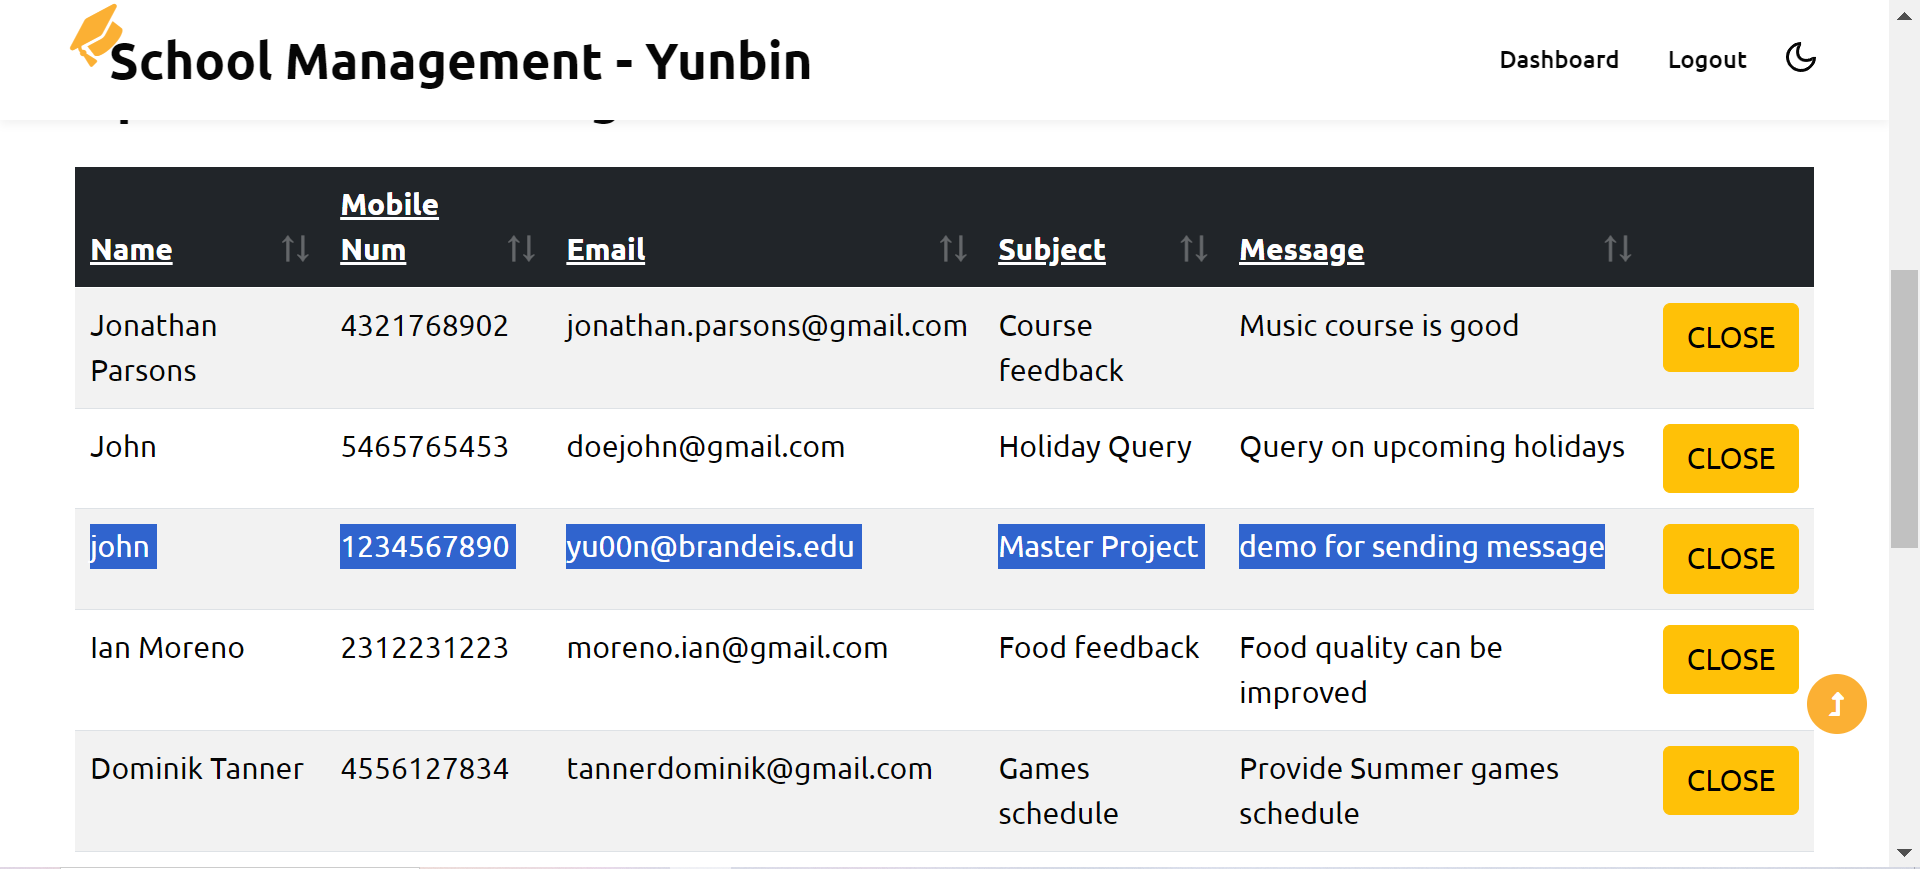 School Management - Yunbin
Dashboard
Logout
Mobile
Name
Num
Email
Subject
Message
Jonathan
4321768902
jonathan.parsons@gmail.com
Course
Music course is good
CLOSE
Parsons
feedback
John
5465765453
doejohn@gmail.com
Holiday Query
Query on upcoming holidays
CLOSE
john
1234567890
yu00n@brandeis.edu
Master Project
demo for sending message
CLOSE
Ian Moreno
2312231223
moreno.ian@gmail.com
Food feedback
Food quality can be
CLOSE
improved
Dominik Tanner
4556127834
tannerdominik@gmail.com
Games
Provide Summer games
CLOSE
schedule
schedule